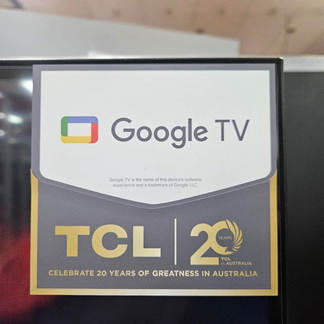 Google TV
Google TV is the name of this device's software
experience and a trademark of Google LLC.
TCL
20
YEARS
TCL
in AUSTRALIA
CELEBRATE 20 YEARS OF GREATNESS IN AUSTRALIA